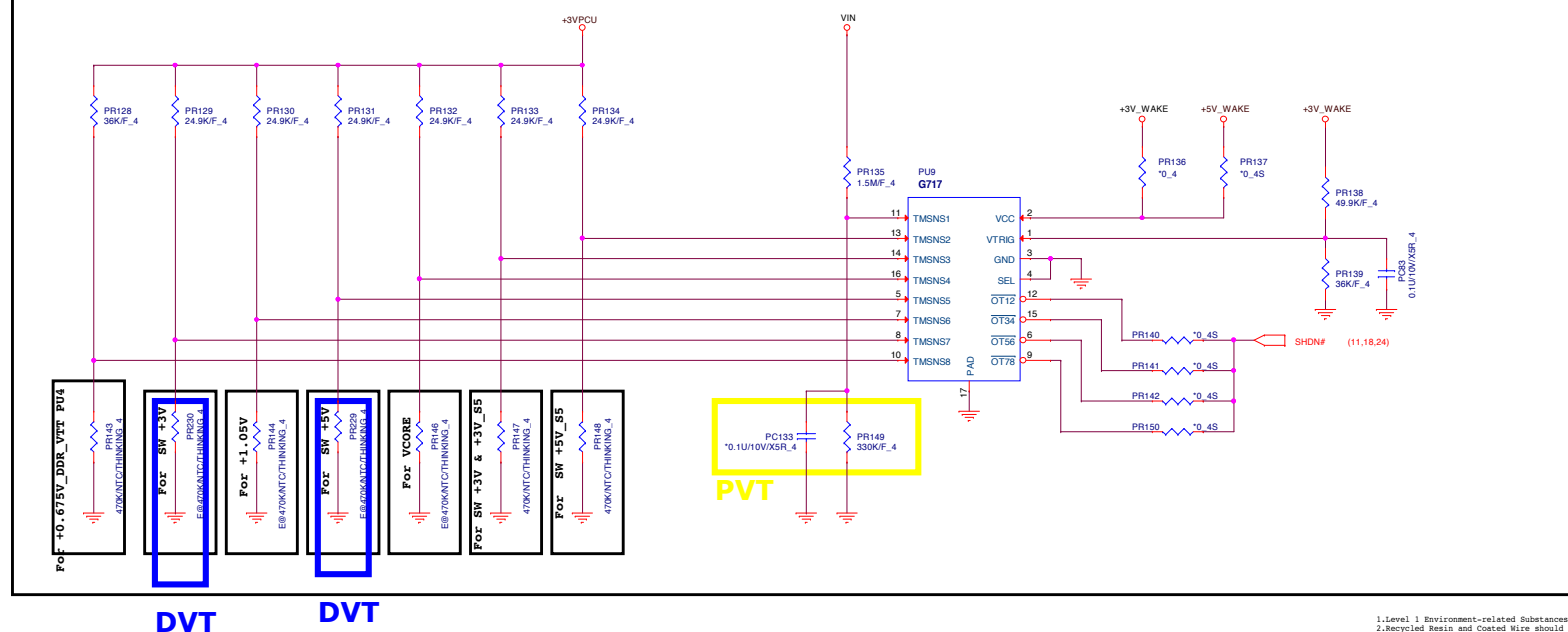 +3VPCU
VIN
PR128
36K/F_4
PR129
24.9K/F_4
PR130
24.9K/F_4
PR131
24.9K/F_4
PR132
24.9K/F_4
PR133
24.9K/F_4
PR134
24.9K/F_4
+3V_WAKE
+5V_WAKE
+3V_WAKE
PR136
*0_4
PR137
*0_4S
PR138
49.9K/F_4
PR135
1.5M/F_4
PU9
G717
11
TMSNS1
13
TMSNS2
14
TMSNS3
16
TMSNS4
5
TMSNS5
7
TMSNS6
8
TMSNS7
10
TMSNS8
VCC
2
VTRIG
1
GND
3
SEL
4
OT12
12
OT34
15
OT56
6
OT78
9
PAD
17
PR139
36K/F_4
PC83
0.1U/10V/X5R_4
PR140
*0_4S
PR141
*0_4S
PR142
*0_4S
PR150
*0_4S
SHDN#
(11,18,24)
For +0.675V_DDR_VTT PU4
PR143
470K/NTC/THINKING_4
For SW +3V
PR230
E@470K/NTC/THINKING_4
For +1.05V
PR144
E@470K/NTC/THINKING_4
For SW +5V
PR229
E@470K/NTC/THINKING_4
For VCORE
PR146
E@470K/NTC/THINKING_4
For SW +3V & +3V_S5
PR147
470K/NTC/THINKING_4
For SW +5V_S5
PR148
470K/NTC/THINKING_4
PC133
*0.1U/10V/X5R_4
PR149
330K/F_4
PVT
DVT
DVT
1.Level 1 Environment-related Substances
2.Recycled Resin and Coated Wire should